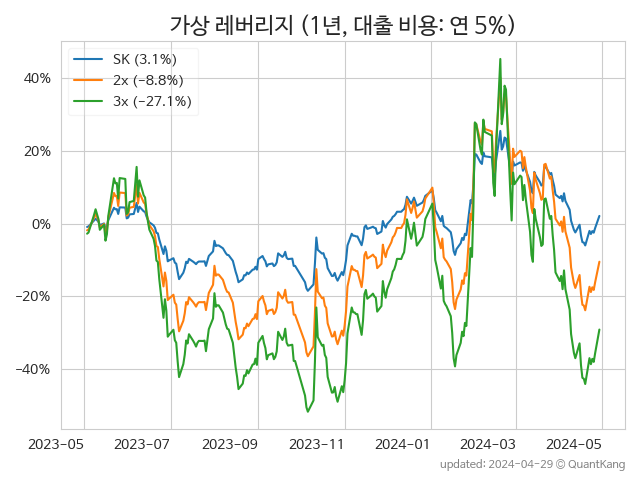 가상 레버리지 (1년, 대출 비용: 연 5%)
SK (3.1%)
2x (−8.8%)
3x (−27.1%)
40%
20%
0%
−20%
−40%
2023-05 2023-07 2023-09 2023-11 2024-01 2024-03 2024-05
updated: 2024-04-29 © QuantKang